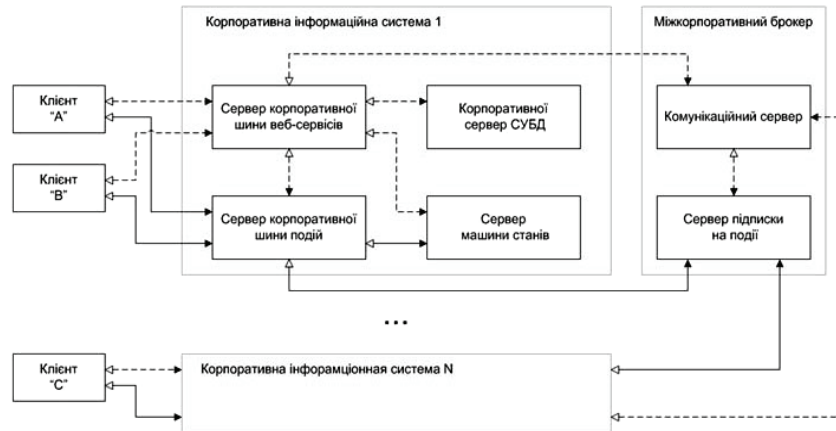 Корпоративна інформаційна система 1
Міжкорпоративний брокер
Клієнт
"А"
Сервер корпоративної
шини веб-сервісів
Корпоративної
сервер СУБД
Комунікаційний сервер
Клієнт
"В"
Сервер корпоративної
шини подій
Сервер
машини станів
Сервер підписки
на події
...
Клієнт
"С"
Корпоративна інфорамціонная система N